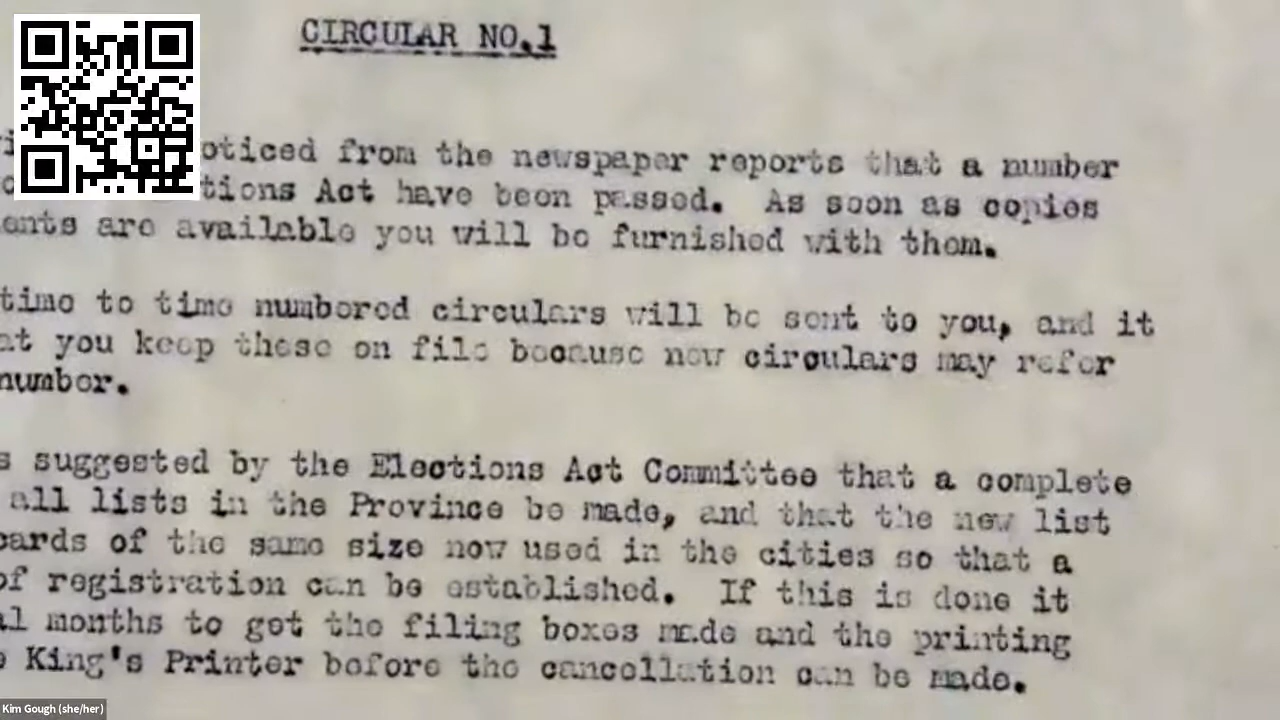 CIRCULAR NO.1
oticed from the newspaper reports that a number
tions Act have been passed. As soon as copies
ents are available you will be furnished with them.
time to time numbered circulars will be sent to you, and it
at you keep these on file because new circulars may refer
number.
s suggested by the Elections Act Committee that a complete
all lists in the Province be made, and that the new list
cards of the same size now used in the cities so that a
of registration can be established. If this is done it
al months to get the filing boxes made and the printing
e King's Printer before the cancellation can be made.
Kim Gough (she/her)